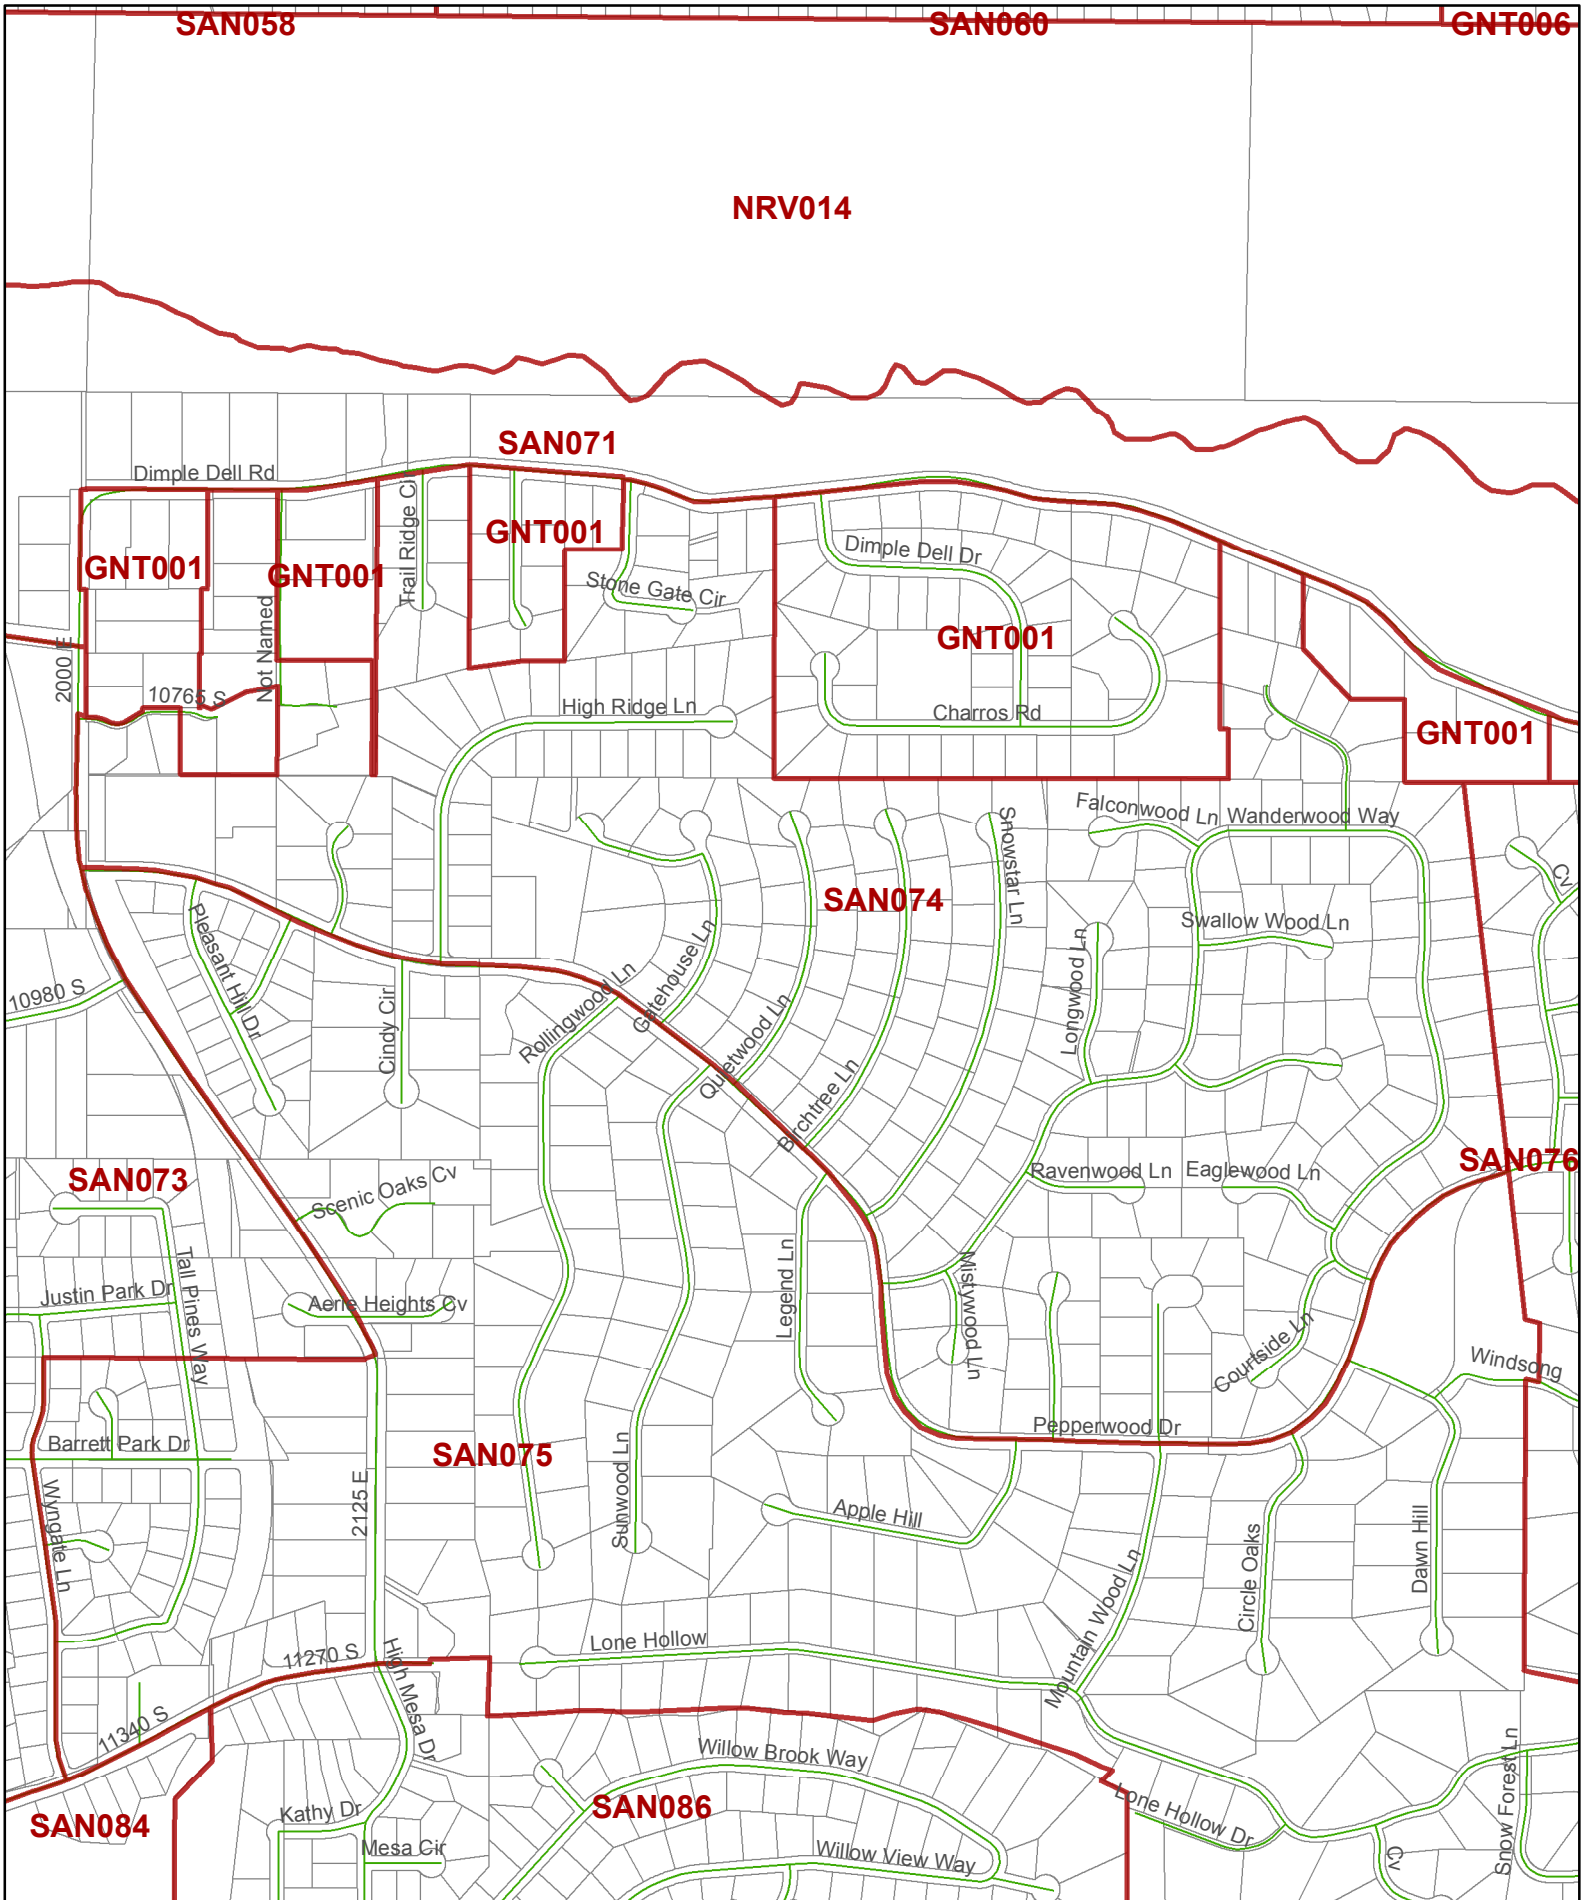 SAN058
SAN060
GNT006
NRV014
SAN071
Dimple Dell Rd
GNT001
GNT001
GNT001
Trail Ridge Ci
Stone Gate Cir
Dimple Dell Dr
GNT001
2000 E
Not Named
10765 S
High Ridge Ln
Charros Rd
GNT001
Falconwood Ln
Wanderwood Way
Snowstar Ln
SAN074
Cv
Swallow Wood Ln
Pleasant Hill Dr
Gatehouse Ln
Longwood Ln
10980 S
Cindy Cir
Rollingwood Ln
Quietwood Ln
Birchtree Ln
SAN073
Scenic Oaks Cv
Ravenwood Ln
Eaglewood Ln
SAN076
Justin Park Dr
Tall Pines Way
Aerie Heights Cv
Legend Ln
Mistywood Ln
Courtside Ln
Windsong
Barrett Park Dr
SAN075
Pepperwood Dr
Wyngate Ln
2125 E
Sunwood Ln
Apple Hill
Circle Oaks
Dawn Hill
Mountain Wood Ln
Lone Hollow
11270 S
High Mesa Dr
11340 S
Willow Brook Way
SAN084
Kathy Dr
SAN086
Lone Hollow Dr
Snow Forest Ln
Mesa Cir
Willow View Way
Cv